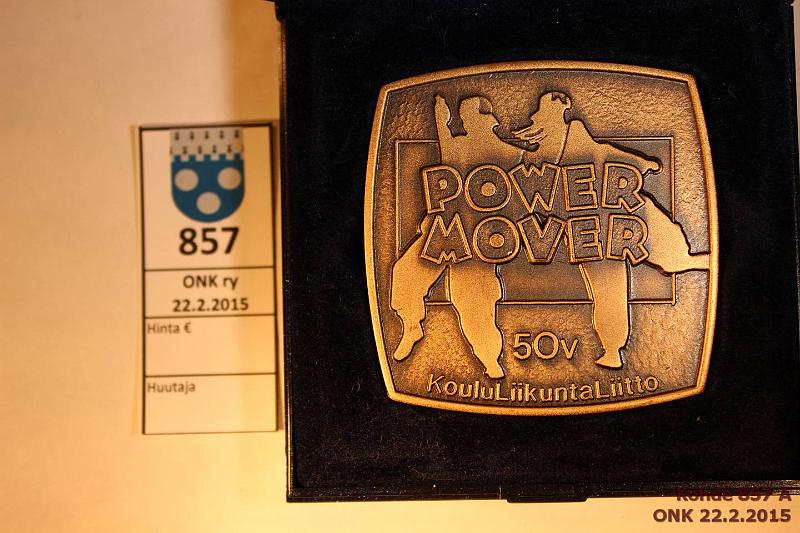 857
ONK ry
22.2.2015
Hinta €
Huutaja
POWER
MOVER
50v
KouluLiikuntaLiitto
Kohde 857 A
ONK 22.2.2015